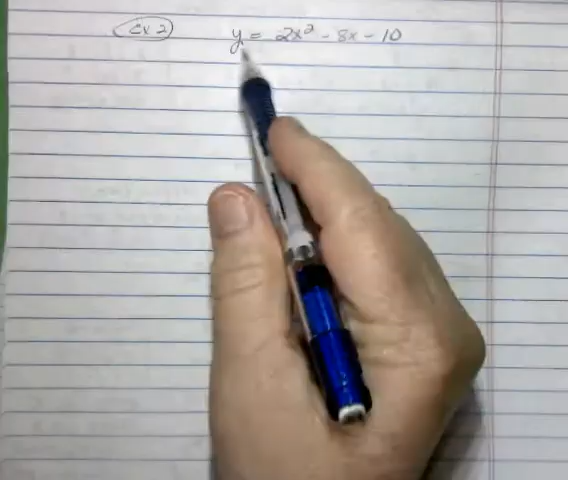 Ex 2 y = 2x² - 8x - 10